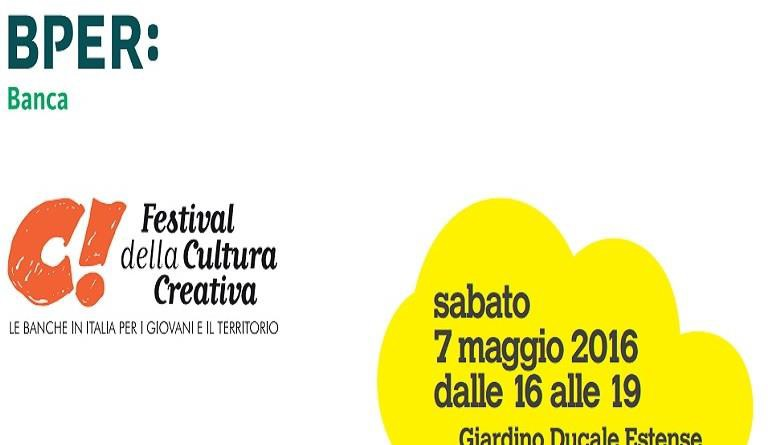 BPER:
Banca
C!
Festival
della Cultura
Creativa
LE BANCHE IN ITALIA PER I GIOVANI E IL TERRITORIO
sabato
7 maggio 2016
dalle 16 alle 19
Giardino Ducale Estense